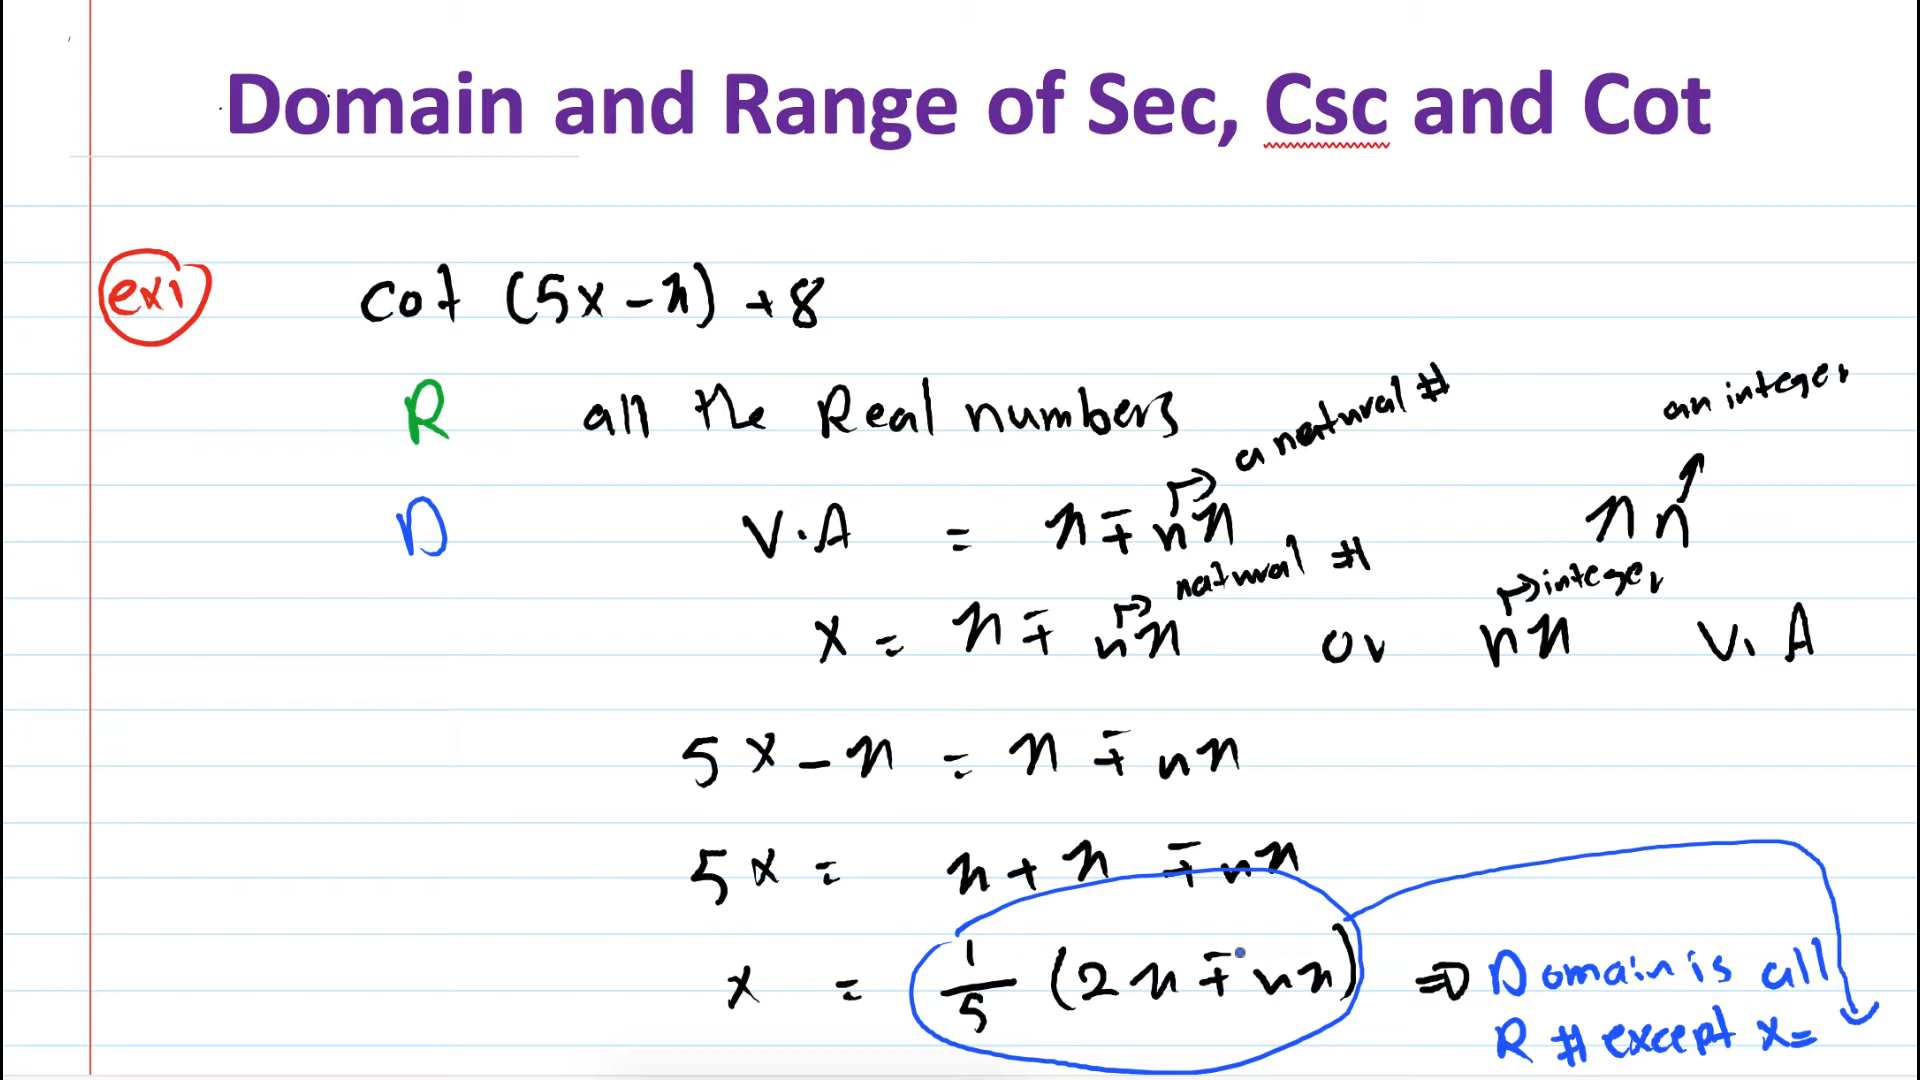 Domain and Range of Sec, Csc and Cot
ex1 cot (5x - π) + 8
R all the Real numbers
a natural #
an integer
D V.A = π ∓ nπ πn
natural # integer
x = π ∓ nπ or nπ V.A
5x - π = π ∓ nπ
5x = π + π ∓ nπ
x = 1/5 (2π ∓ nπ) ⇒ Domain is all
R # except x =